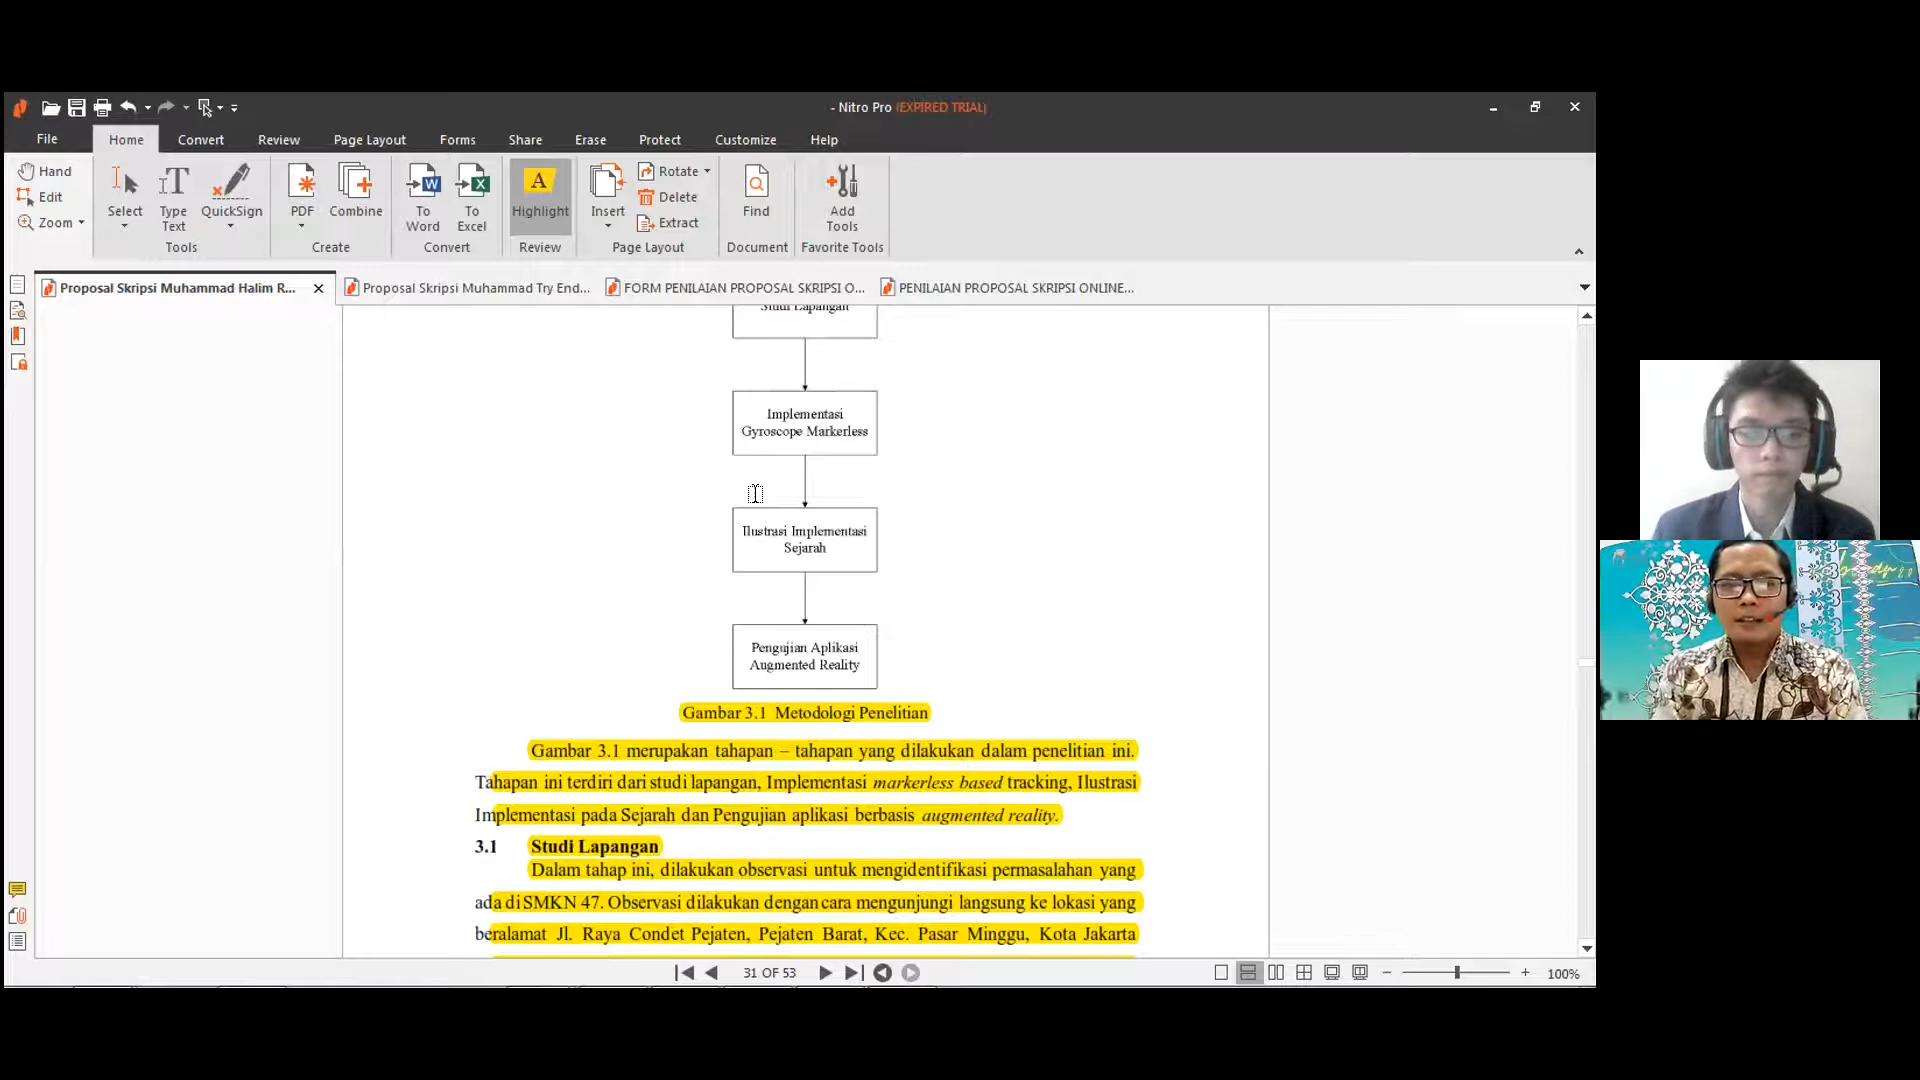 - Nitro Pro (EXPIRED TRIAL)
File Home Convert Review Page Layout Forms Share Erase Protect Customize Help
Hand
Edit
Zoom
Select
Type Text
QuickSign
Tools
PDF
Combine
Create
To Word
To Excel
Convert
Highlight
Review
Insert
Rotate
Delete
Extract
Page Layout
Find
Document
Add Tools
Favorite Tools
Proposal Skripsi Muhammad Halim R...
Proposal Skripsi Muhammad Try End...
FORM PENILAIAN PROPOSAL SKRIPSI O...
PENILAIAN PROPOSAL SKRIPSI ONLINE...
Studi Lapangan
Implementasi
Gyroscope Markerless
Ilustrasi Implementasi
Sejarah
Pengujian Aplikasi
Augmented Reality
Gambar 3.1 Metodologi Penelitian
Gambar 3.1 merupakan tahapan – tahapan yang dilakukan dalam penelitian ini.
Tahapan ini terdiri dari studi lapangan, Implementasi markerless based tracking, Ilustrasi
Implementasi pada Sejarah dan Pengujian aplikasi berbasis augmented reality.
3.1 Studi Lapangan
Dalam tahap ini, dilakukan observasi untuk mengidentifikasi permasalahan yang
ada di SMKN 47. Observasi dilakukan dengan cara mengunjungi langsung ke lokasi yang
beralamat Jl. Raya Condet Pejaten, Pejaten Barat, Kec. Pasar Minggu, Kota Jakarta
31 OF 53
100%